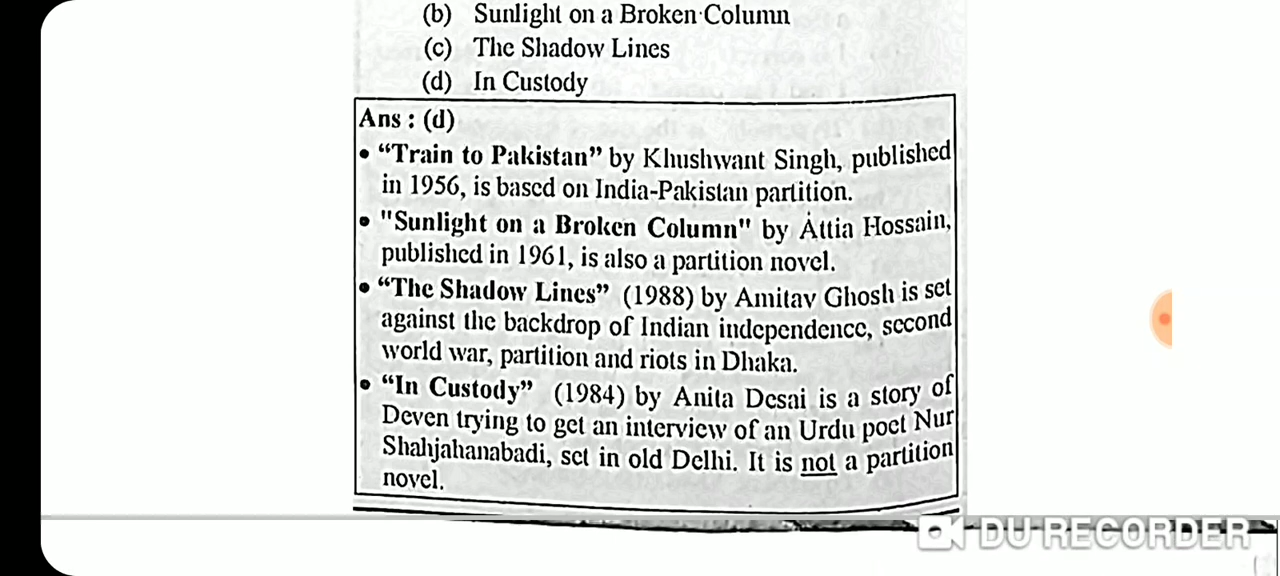 (b) Sunlight on a Broken Column
(c) The Shadow Lines
(d) In Custody
Ans : (d)
• “Train to Pakistan” by Khushwant Singh, published
in 1956, is based on India-Pakistan partition.
• "Sunlight on a Broken Column" by Attia Hossain,
published in 1961, is also a partition novel.
• “The Shadow Lines” (1988) by Amitav Ghosh is set
against the backdrop of Indian independence, second
world war, partition and riots in Dhaka.
• “In Custody” (1984) by Anita Desai is a story of
Deven trying to get an interview of an Urdu poet Nur
Shahjahanabadi, set in old Delhi. It is not a partition
novel.
DU RECORDER